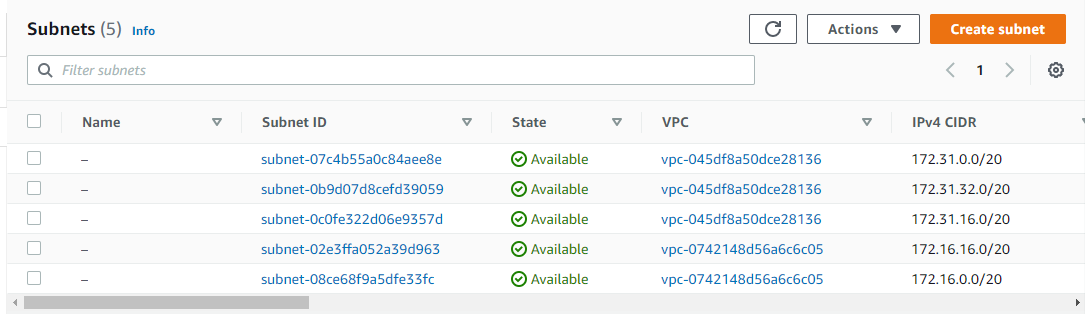 Subnets (5) Info Actions Create subnet
Filter subnets 1
Name Subnet ID State VPC IPv4 CIDR
– subnet-07c4b55a0c84aee8e Available vpc-045df8a50dce28136 172.31.0.0/20
– subnet-0b9d07d8cefd39059 Available vpc-045df8a50dce28136 172.31.32.0/20
– subnet-0c0fe322d06e9357d Available vpc-045df8a50dce28136 172.31.16.0/20
– subnet-02e3ffa052a39d963 Available vpc-0742148d56a6c6c05 172.16.16.0/20
– subnet-08ce68f9a5dfe33fc Available vpc-0742148d56a6c6c05 172.16.0.0/20